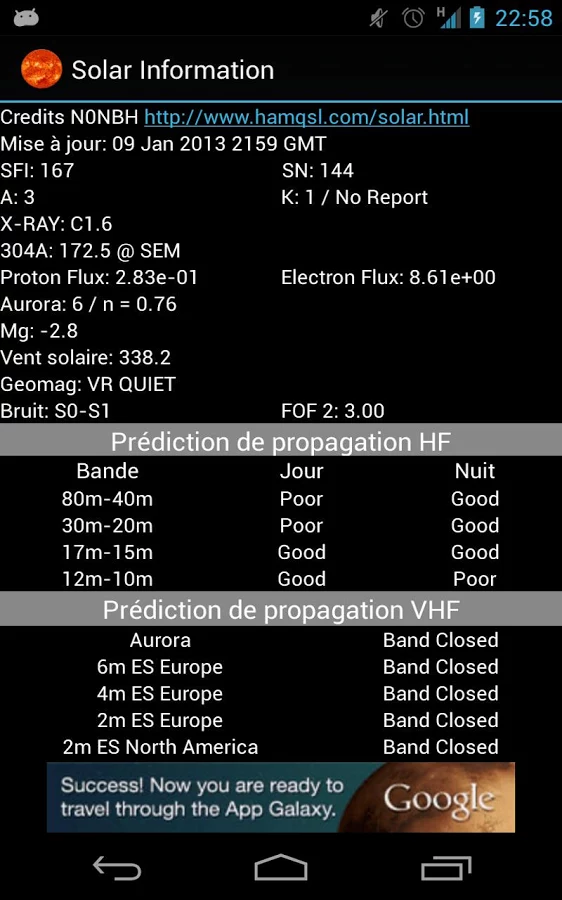 H
22:58
Solar Information
Credits N0NBH http://www.hamqsl.com/solar.html
Mise à jour: 09 Jan 2013 2159 GMT
SFI: 167 SN: 144
A: 3 K: 1 / No Report
X-RAY: C1.6
304A: 172.5 @ SEM
Proton Flux: 2.83e-01 Electron Flux: 8.61e+00
Aurora: 6 / n = 0.76
Mg: -2.8
Vent solaire: 338.2
Geomag: VR QUIET
Bruit: S0-S1 FOF 2: 3.00
Prédiction de propagation HF
Bande Jour Nuit
80m-40m Poor Good
30m-20m Poor Good
17m-15m Good Good
12m-10m Good Poor
Prédiction de propagation VHF
Aurora Band Closed
6m ES Europe Band Closed
4m ES Europe Band Closed
2m ES Europe Band Closed
2m ES North America Band Closed
Success! Now you are ready to
travel through the App Galaxy.
Google